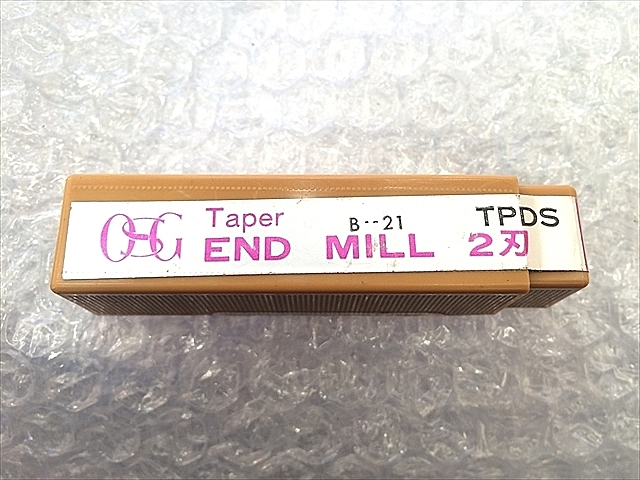 OSG Taper B--21 TPDS
END MILL 2刃